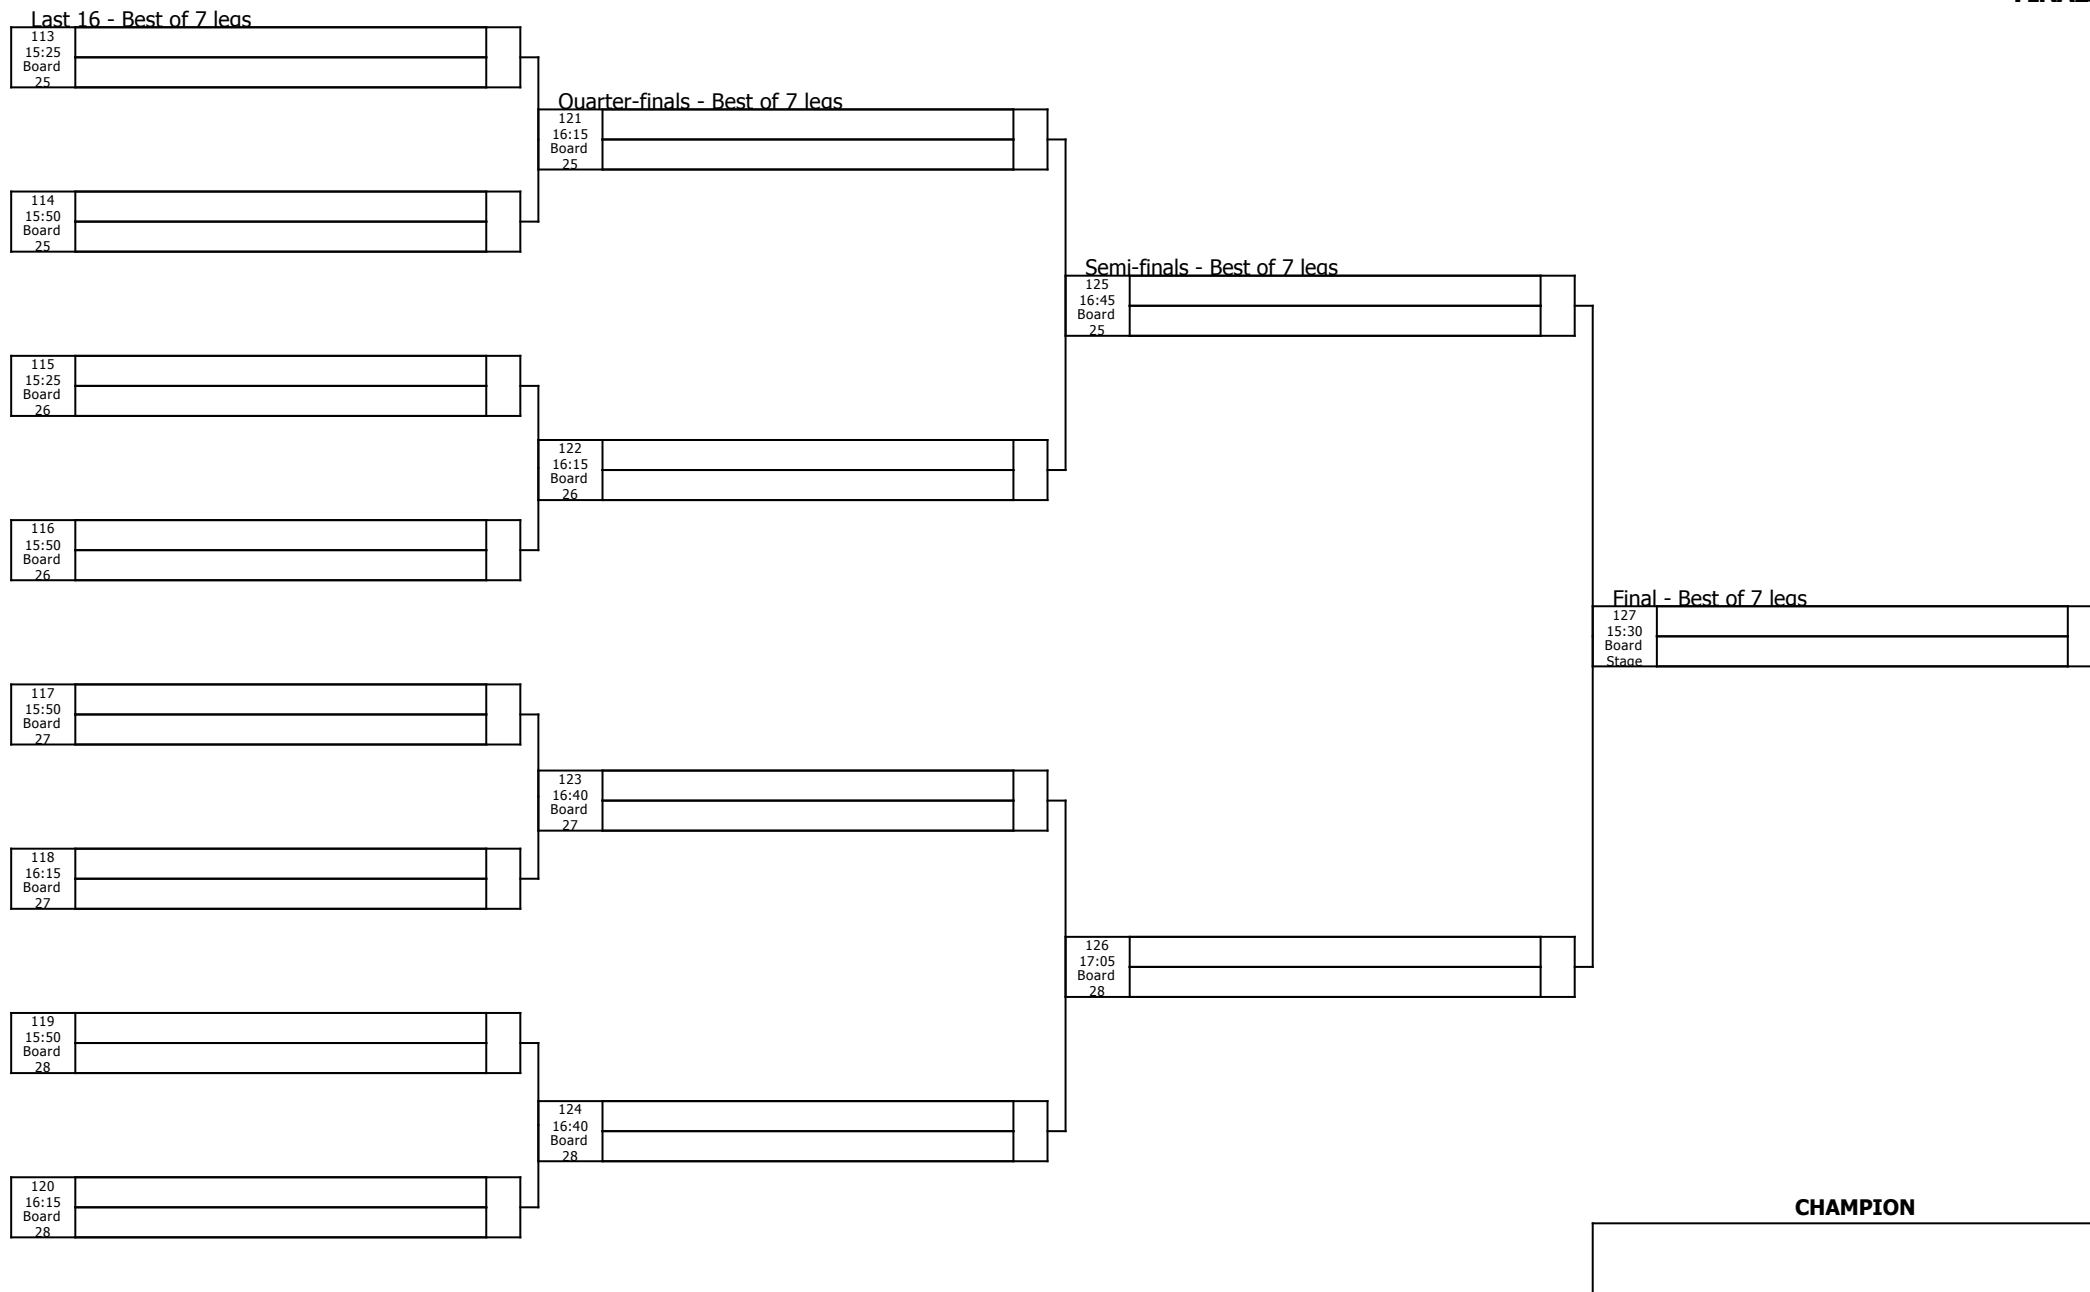 Last 16 - Best of 7 legs
113
15:25
Board
25
114
15:50
Board
25
115
15:25
Board
26
116
15:50
Board
26
117
15:50
Board
27
118
16:15
Board
27
119
15:50
Board
28
120
16:15
Board
28
Quarter-finals - Best of 7 legs
121
16:15
Board
25
122
16:15
Board
26
123
16:40
Board
27
124
16:40
Board
28
Semi-finals - Best of 7 legs
125
16:45
Board
25
126
17:05
Board
28
Final - Best of 7 legs
127
15:30
Board
Stage
CHAMPION